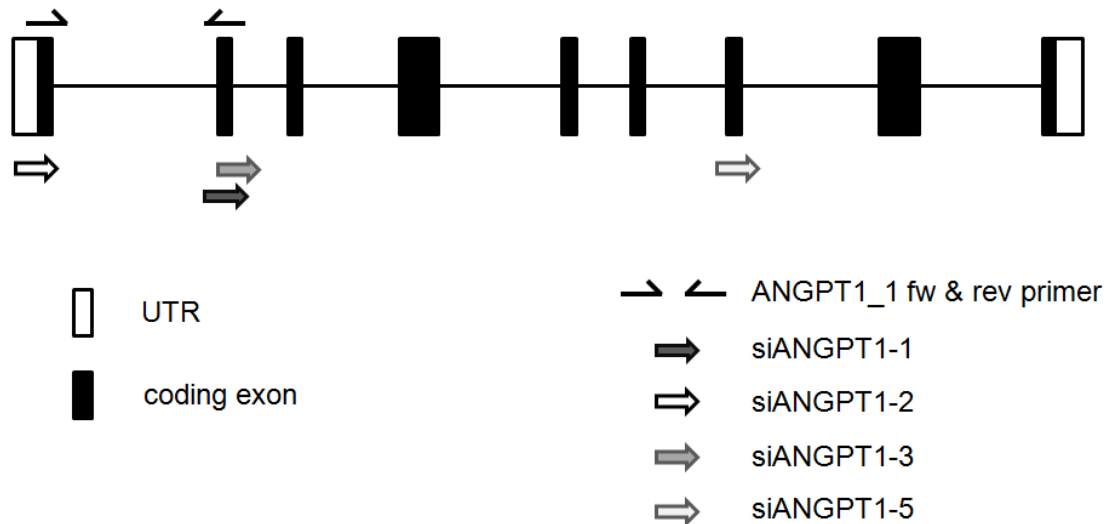 UTR
coding exon
ANGPT1_1 fw & rev primer
siANGPT1-1
siANGPT1-2
siANGPT1-3
siANGPT1-5